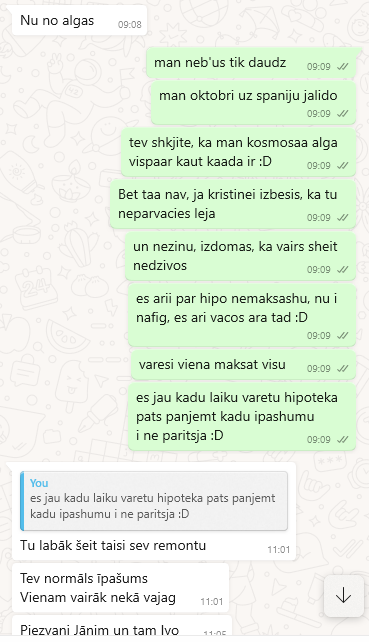 Nu no algas
09:08
man neb'us tik daudz
09:09
man oktobri uz spaniju jalido
09:09
tev shkjite, ka man kosmosaa alga
vispaar kaut kaada ir :D
09:09
Bet taa nav, ja kristinei izbesis, ka tu
neparvacies leja
09:09
un nezinu, izdomas, ka vairs sheit
nedzivos
09:09
es arii par hipo nemaksashu, nu i
nafig, es ari vacos ara tad :D
09:09
varesi viena maksat visu
09:09
es jau kadu laiku varetu hipoteka
pats panjemt kadu ipashumu
i ne paritsja :D
09:09
You
es jau kadu laiku varetu hipoteka pats panjemt
kadu ipashumu i ne paritsja :D
Tu labāk šeit taisi sev remontu
11:01
Tev normāls īpašums
Vienam vairāk nekā vajag
11:01
Piezvani Jānim un tam Ivo
11:05